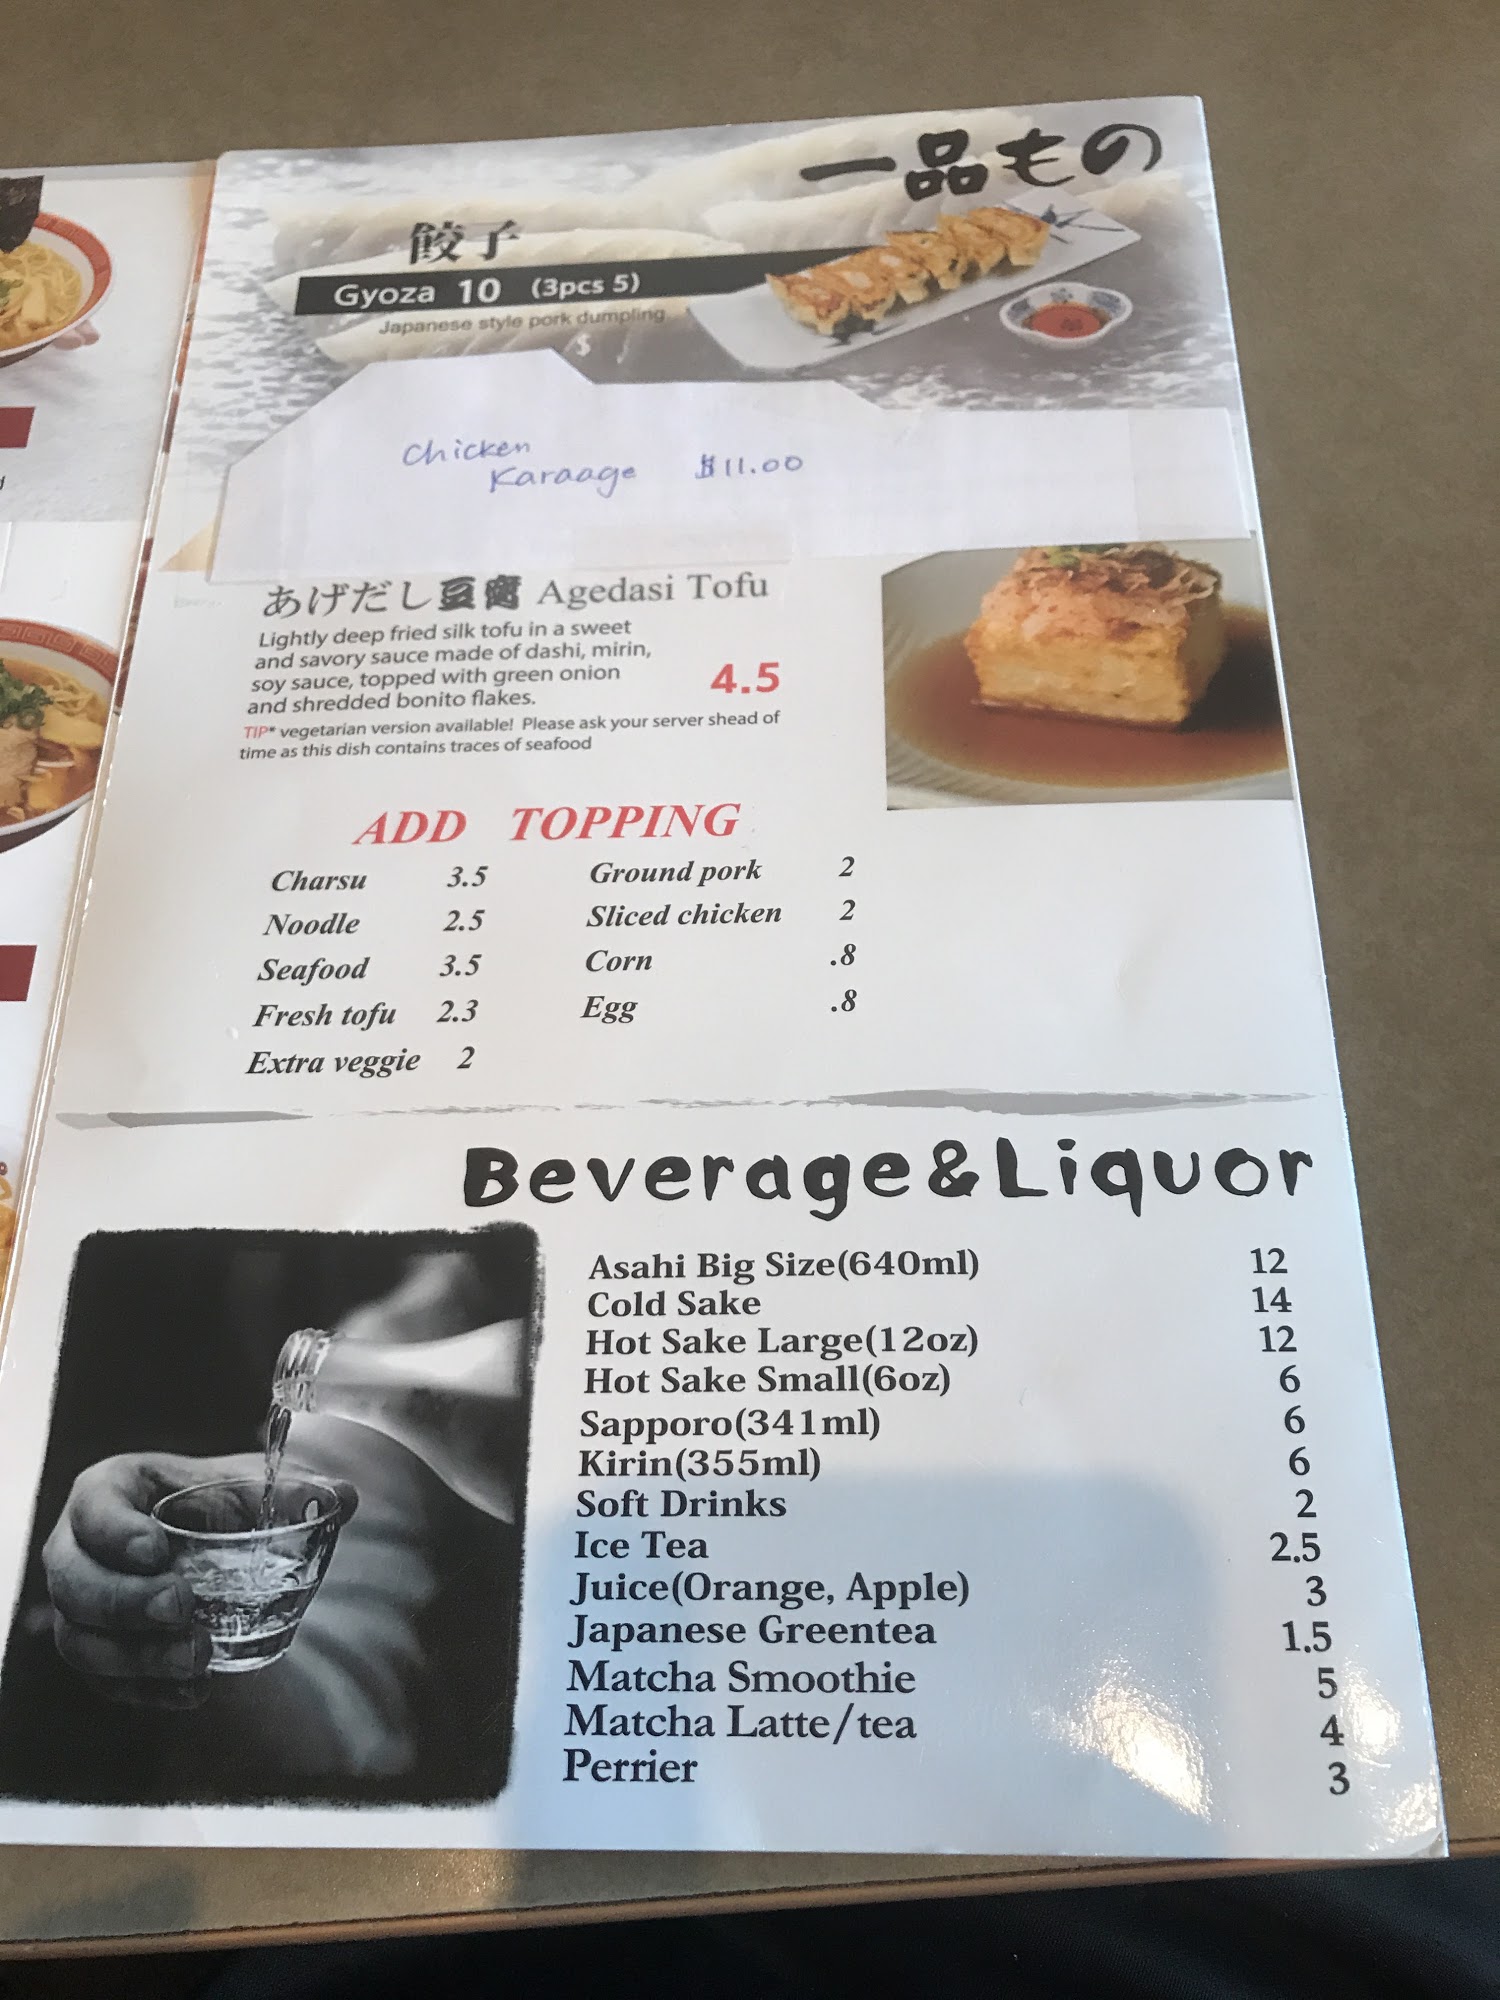 一品もの
餃子
Gyoza 10 (3pcs 5)
Japanese style pork dumpling
$
Chicken
Karaage $11.00
あげだし豆腐 Agedasi Tofu
Lightly deep fried silk tofu in a sweet
and savory sauce made of dashi, mirin,
soy sauce, topped with green onion
and shredded bonito flakes.
4.5
TIP* vegetarian version available! Please ask your server shead of
time as this dish contains traces of seafood
ADD TOPPING
Charsu 3.5
Noodle 2.5
Seafood 3.5
Fresh tofu 2.3
Extra veggie 2
Ground pork 2
Sliced chicken 2
Corn .8
Egg .8
Beverage&Liquor
Asahi Big Size(640ml) 12
Cold Sake 14
Hot Sake Large(12oz) 12
Hot Sake Small(6oz) 6
Sapporo(341ml) 6
Kirin(355ml) 6
Soft Drinks 2
Ice Tea 2.5
Juice(Orange, Apple) 3
Japanese Greentea 1.5
Matcha Smoothie 5
Matcha Latte/tea 4
Perrier 3